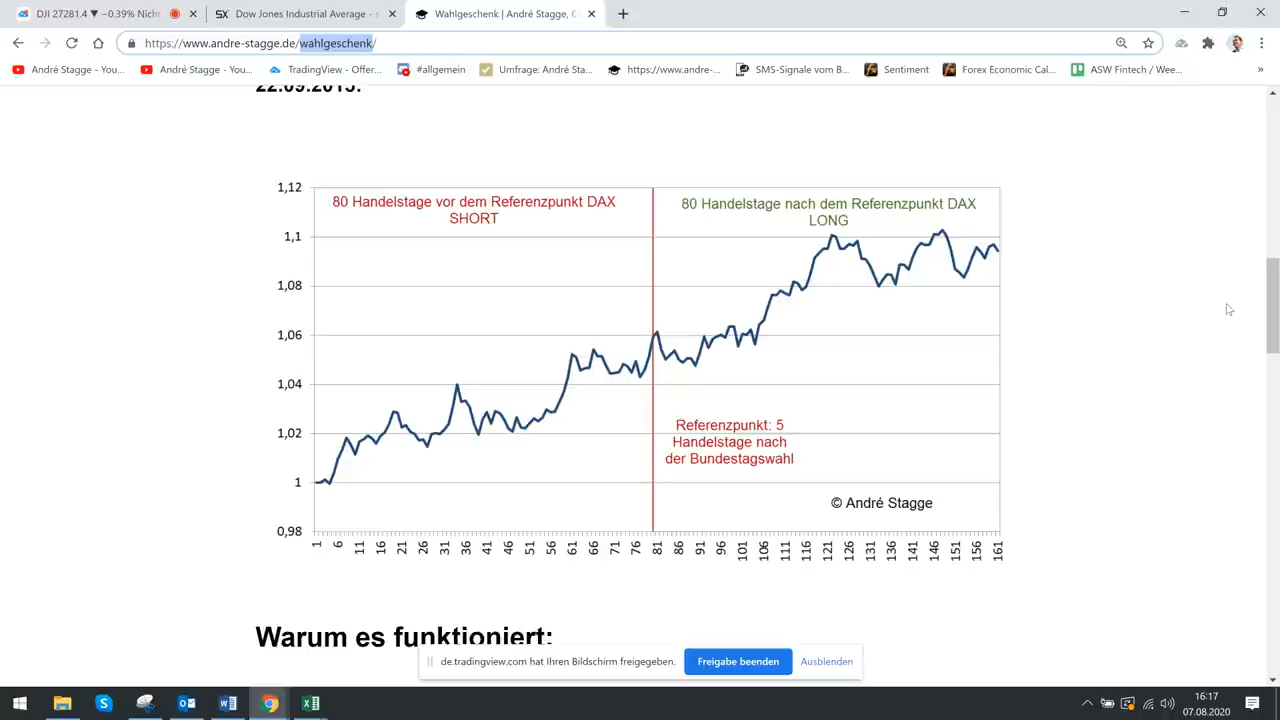 DJI 27281.4 ▼ −0.39% Nich
Dow Jones Industrial Average - s
Wahlgeschenk | André Stagge, C
https://www.andre-stagge.de/wahlgeschenk/
André Stagge - You...
André Stagge - You...
TradingView - Offer...
#allgemein
Umfrage: André Sta...
https://www.andre-...
SMS-Signale vom B...
Sentiment
Forex Economic Cal...
ASW Fintech / Wee...
»
22.09.2013:
80 Handelstage vor dem Referenzpunkt DAX
SHORT
80 Handelstage nach dem Referenzpunkt DAX
LONG
1,12
1,1
1,08
1,06
1,04
1,02
1
0,98
Referenzpunkt: 5
Handelstage nach
der Bundestagswahl
© André Stagge
1 6 11 16 21 26 31 36 41 46 51 56 61 66 71 76 81 86 91 96 101 106 111 116 121 126 131 136 141 146 151 156 161
Warum es funktioniert:
de.tradingview.com hat Ihren Bildschirm freigegeben.
Freigabe beenden
Ausblenden
16:17
07.08.2020